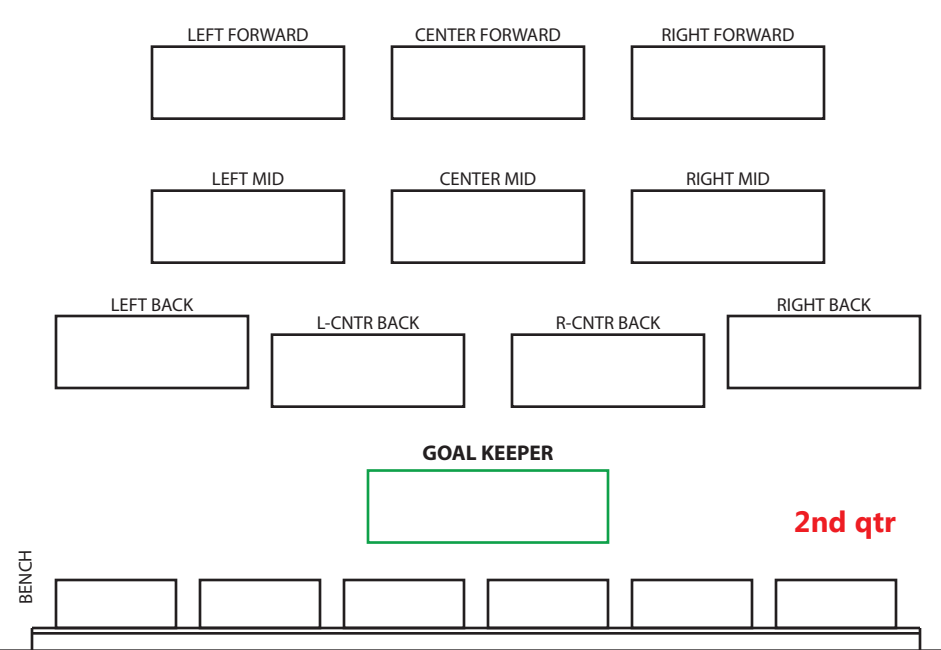 LEFT FORWARD
CENTER FORWARD
RIGHT FORWARD
LEFT MID
CENTER MID
RIGHT MID
LEFT BACK
L-CNTR BACK
R-CNTR BACK
RIGHT BACK
GOAL KEEPER
2nd qtr
BENCH